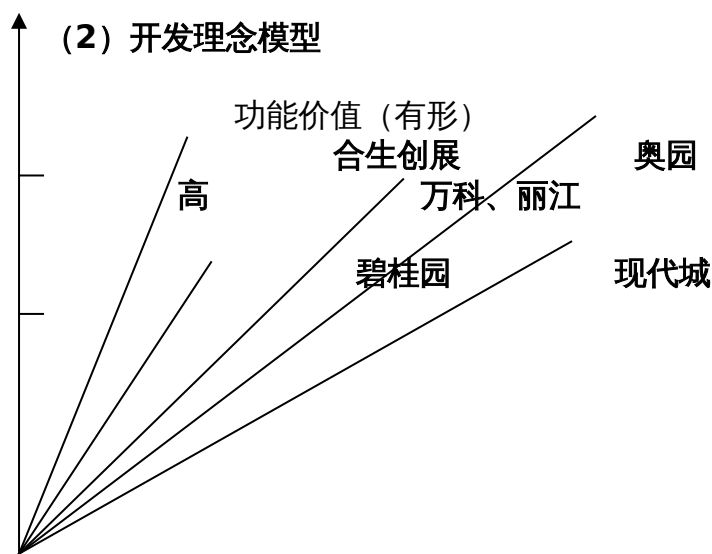 （2）开发理念模型
功能价值（有形）
合生创展 奥园
高 万科、丽江
碧桂园 现代城